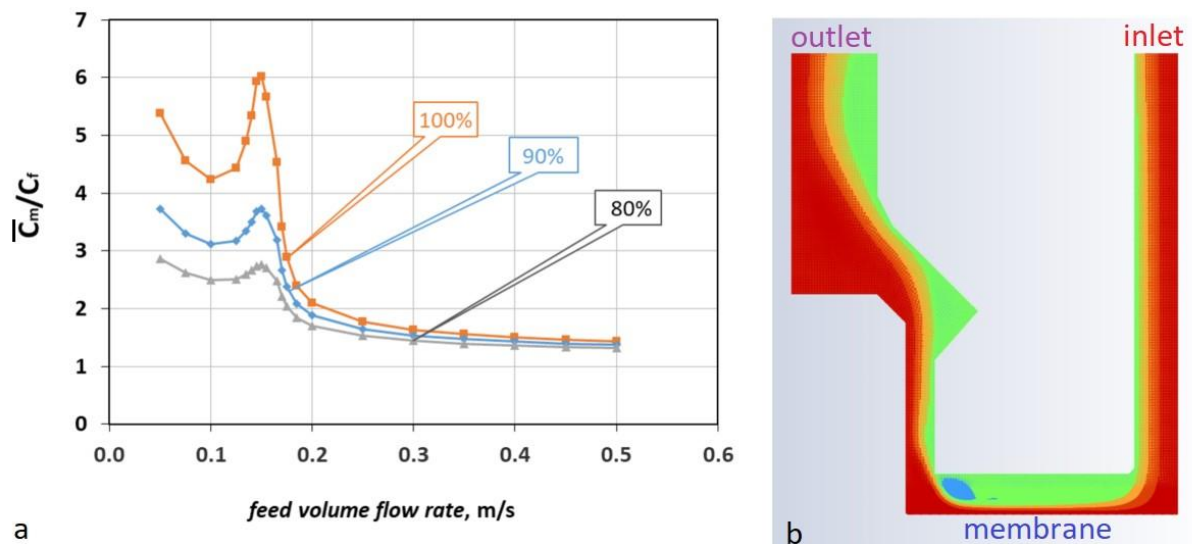 7
6
5
4
3
2
1
0
C̅m/Cf
100%
90%
80%
0.0 0.1 0.2 0.3 0.4 0.5 0.6
feed volume flow rate, m/s
a
outlet inlet
membrane
b